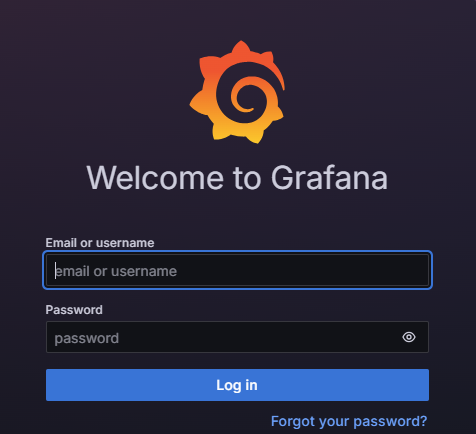 Welcome to Grafana
Email or username
email or username
Password
password
Log in
Forgot your password?